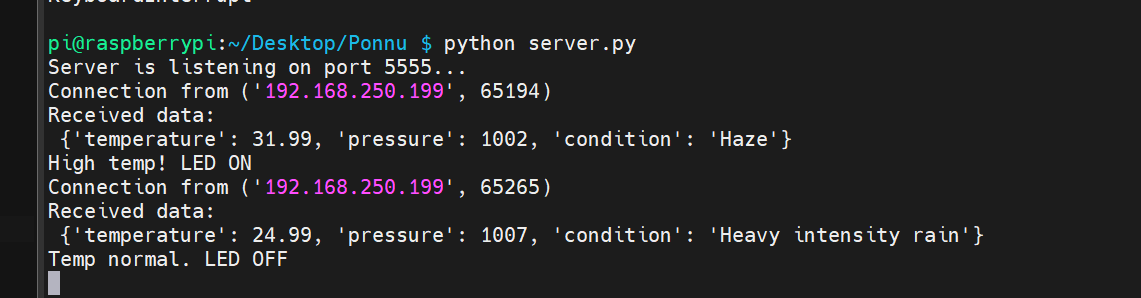 KeyboardInterrupt
pi@raspberrypi:~/Desktop/Ponnu $ python server.py
Server is listening on port 5555...
Connection from ('192.168.250.199', 65194)
Received data:
 {'temperature': 31.99, 'pressure': 1002, 'condition': 'Haze'}
High temp! LED ON
Connection from ('192.168.250.199', 65265)
Received data:
 {'temperature': 24.99, 'pressure': 1007, 'condition': 'Heavy intensity rain'}
Temp normal. LED OFF